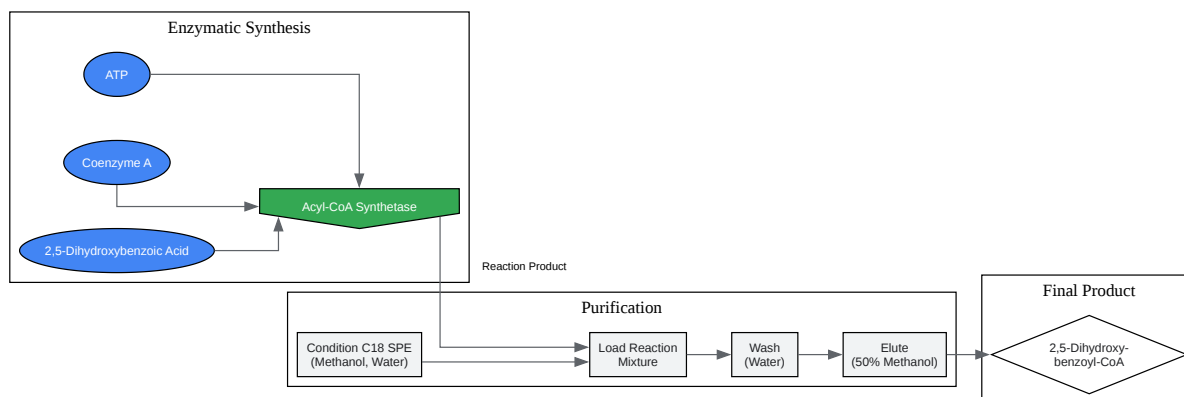 Enzymatic Synthesis
ATP
Coenzyme A
Acyl-CoA Synthetase
2,5-Dihydroxybenzoic Acid
Reaction Product
Purification
Condition C18 SPE
(Methanol, Water)
Load Reaction
Mixture
Wash
(Water)
Elute
(50% Methanol)
Final Product
2,5-Dihydroxy-
benzoyl-CoA